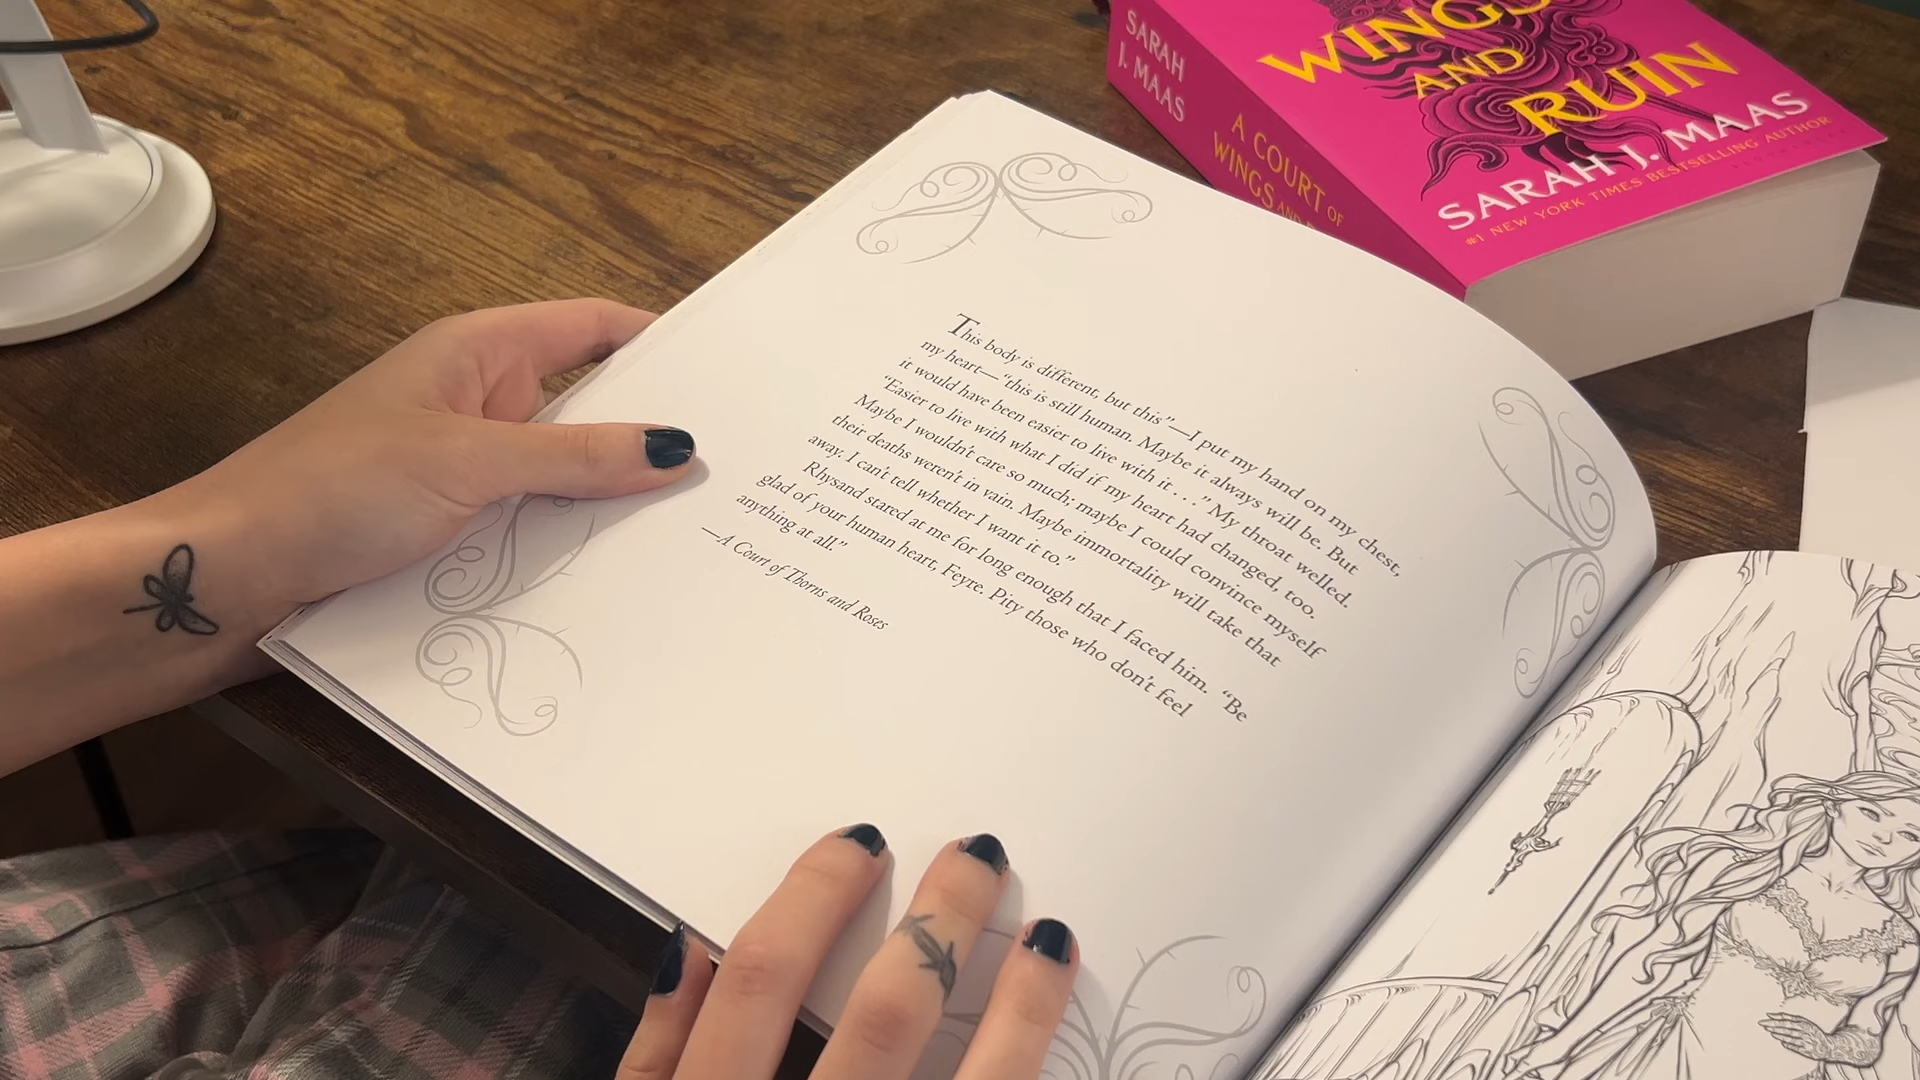 SARAH
J. MAAS
A COURT OF
WINGS AND
WINGS
AND
RUIN
SARAH J. MAAS
#1 NEW YORK TIMES BESTSELLING AUTHOR
This body is different, but this”—I put my hand on my chest,
my heart—“this is still human. Maybe it always will be. But
it would have been easier to live with it . . .” My throat welled.
“Easier to live with what I did if my heart had changed, too.
Maybe I wouldn’t care so much; maybe I could convince myself
their deaths weren’t in vain. Maybe immortality will take that
away. I can’t tell whether I want it to.”
Rhysand stared at me for long enough that I faced him. “Be
glad of your human heart, Feyre. Pity those who don’t feel
anything at all.”
—A Court of Thorns and Roses